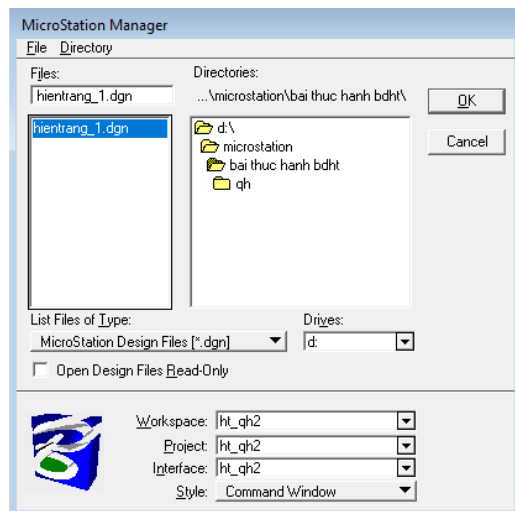 MicroStation Manager
File Directory
Files:
Directories:
hientrang_1.dgn
...\microstation\bai thuc hanh bdht\
OK
Cancel
hientrang_1.dgn
d:\
microstation
bai thuc hanh bdht
qh
List Files of Type:
Drives:
MicroStation Design Files [*.dgn]
d:
Open Design Files Read-Only
Workspace: ht_qh2
Project: ht_qh2
Interface: ht_qh2
Style: Command Window